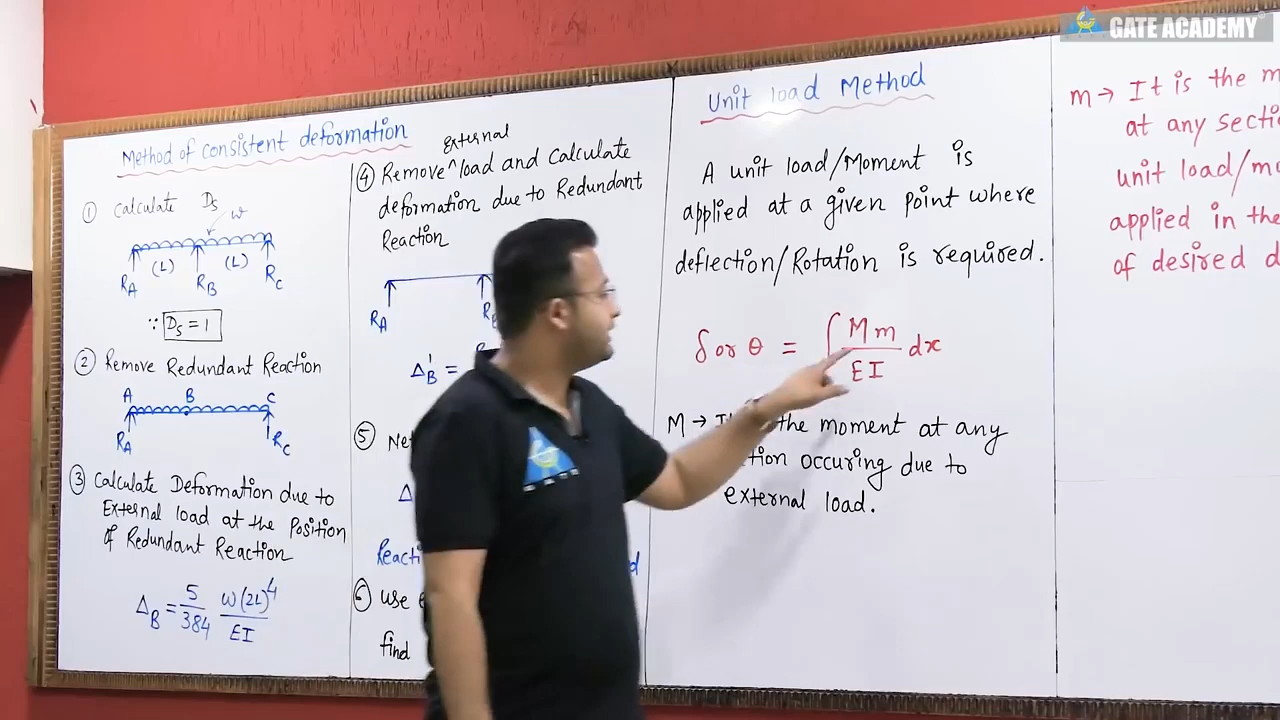 GATE ACADEMY
Method of consistent deformation
① Calculate Ds
w
(L) (L)
RA RB RC
∵ Ds = 1
② Remove Redundant Reaction
A B C
RA RC
③ Calculate Deformation due to
External load at the Position
of Redundant Reaction
ΔB = 5/384 w(2L)^4/EI
external
④ Remove ^ load and Calculate
deformation due to Redundant
Reaction
RA
Δ'B =
⑤
Δ
⑥ use
find
Unit load Method
A unit load/Moment is
applied at a given point where
deflection/Rotation is required.
δ or θ = ∫ Mm/EI dx
M → the moment at any
occuring due to
external load.
m → It is the
at any
unit load/
applied in the
of desired